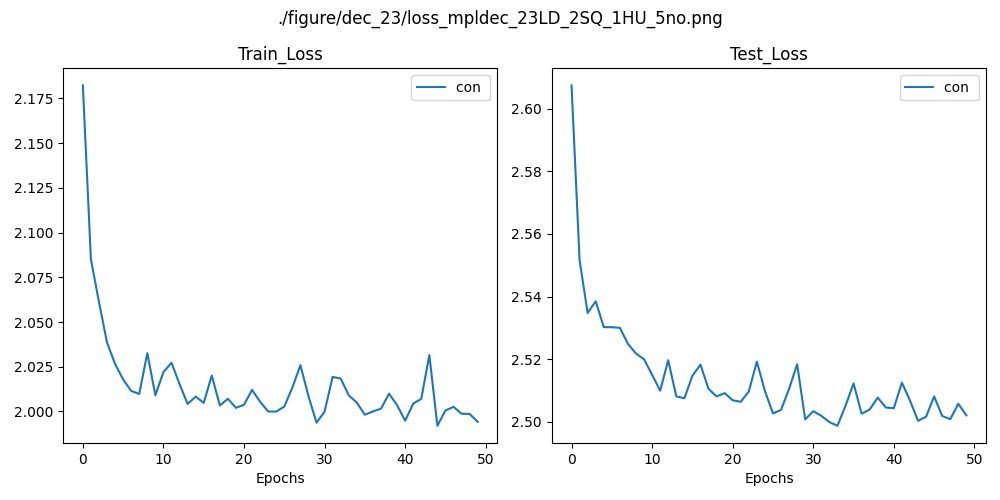 ./figure/dec_23/loss_mpldec_23LD_2SQ_1HU_5no.png
Train_Loss
con
2.175
2.150
2.125
2.100
2.075
2.050
2.025
2.000
0 10 20 30 40 50
Epochs
Test_Loss
con
2.60
2.58
2.56
2.54
2.52
2.50
0 10 20 30 40 50
Epochs